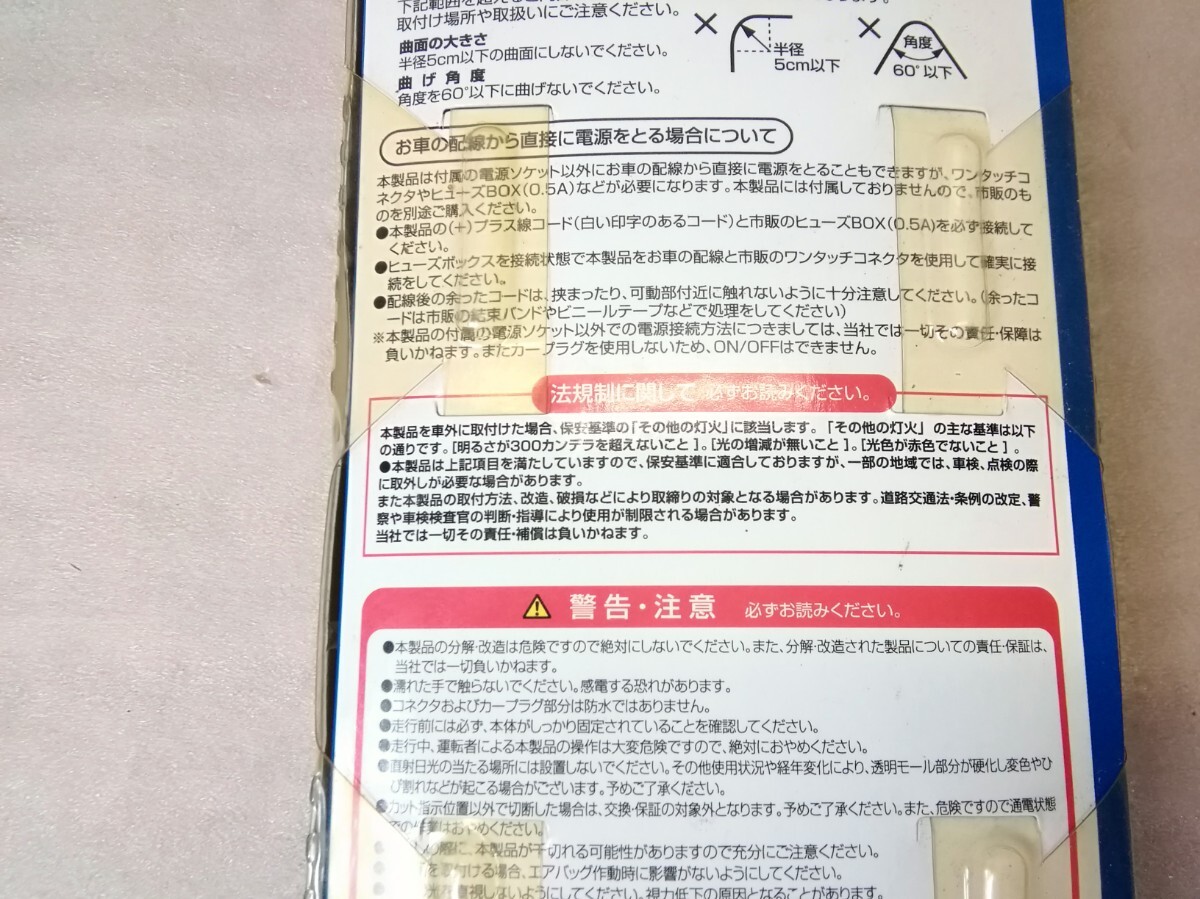 取付け場所や取扱いにご注意ください。
曲面の大きさ
半径5cm以下の曲面にしないでください。
曲げ角度
角度を60°以下に曲げないでください。
× 半径
5cm以下
× 角度
60°以下
お車の配線から直接に電源をとる場合について
本製品は付属の電源ソケット以外にお車の配線から直接に電源をとることもできますが、ワンタッチコ
ネクタやヒューズBOX(0.5A)などが必要になります。本製品には付属しておりませんので、市販のも
のを別途ご購入ください。
●本製品の(+)プラス線コード(白い印字のあるコード)と市販のヒューズBOX(0.5A)を必ず接続して
ください。
●ヒューズボックスを接続状態で本製品をお車の配線と市販のワンタッチコネクタを使用して確実に接
続をしてください。
●配線後の余ったコードは、挟まったり、可動部付近に触れないように十分注意してください。(余ったコ
ードは市販の結束バンドやビニールテープなどで処理をしてください)
※本製品の付属の電源ソケット以外での電源接続方法につきましては、当社では一切その責任・保障は
負いかねます。またカープラグを使用しないため、ON/OFFはできません。
法規制に関して 必ずお読みください。
本製品を車外に取付けた場合、保安基準の「その他の灯火」に該当します。「その他の灯火」の主な基準は以下
の通りです。[明るさが300カンデラを超えないこと]。[光の増減が無いこと]。[光色が赤色でないこと]。
●本製品は上記項目を満たしていますので、保安基準に適合しておりますが、一部の地域では、車検、点検の際
に取外しが必要な場合があります。
また本製品の取付方法、改造、破損などにより取締りの対象となる場合があります。道路交通法・条例の改定、警
察や車検検査官の判断・指導により使用が制限される場合があります。
当社では一切その責任・補償は負いかねます。
警告・注意 必ずお読みください。
●本製品の分解・改造は危険ですので絶対にしないでください。また、分解・改造された製品についての責任・保証は、
当社では一切負いかねます。
●濡れた手で触らないでください。感電する恐れがあります。
●コネクタおよびカープラグ部分は防水ではありません。
●走行前には必ず、本体がしっかり固定されていることを確認してください。
●走行中、運転者による本製品の操作は大変危険ですので、絶対におやめください。
●直射日光の当たる場所には設置しないでください。その他使用状況や経年変化により、透明モール部分が硬化し変色やひ
び割れなどが起こる場合がございます。予めご了承ください。
●カット指示位置以外で切断した場合は、交換・保証の対象外となります。予めご了承ください。また、危険ですので通電状態
での作業はおやめください。
本製品が千切れる可能性がありますので充分にご注意ください。
を取付ける場合、エアバッグ作動時に影響がないようにしてください。
直視しないようにしてください。視力低下の原因となることがあります。